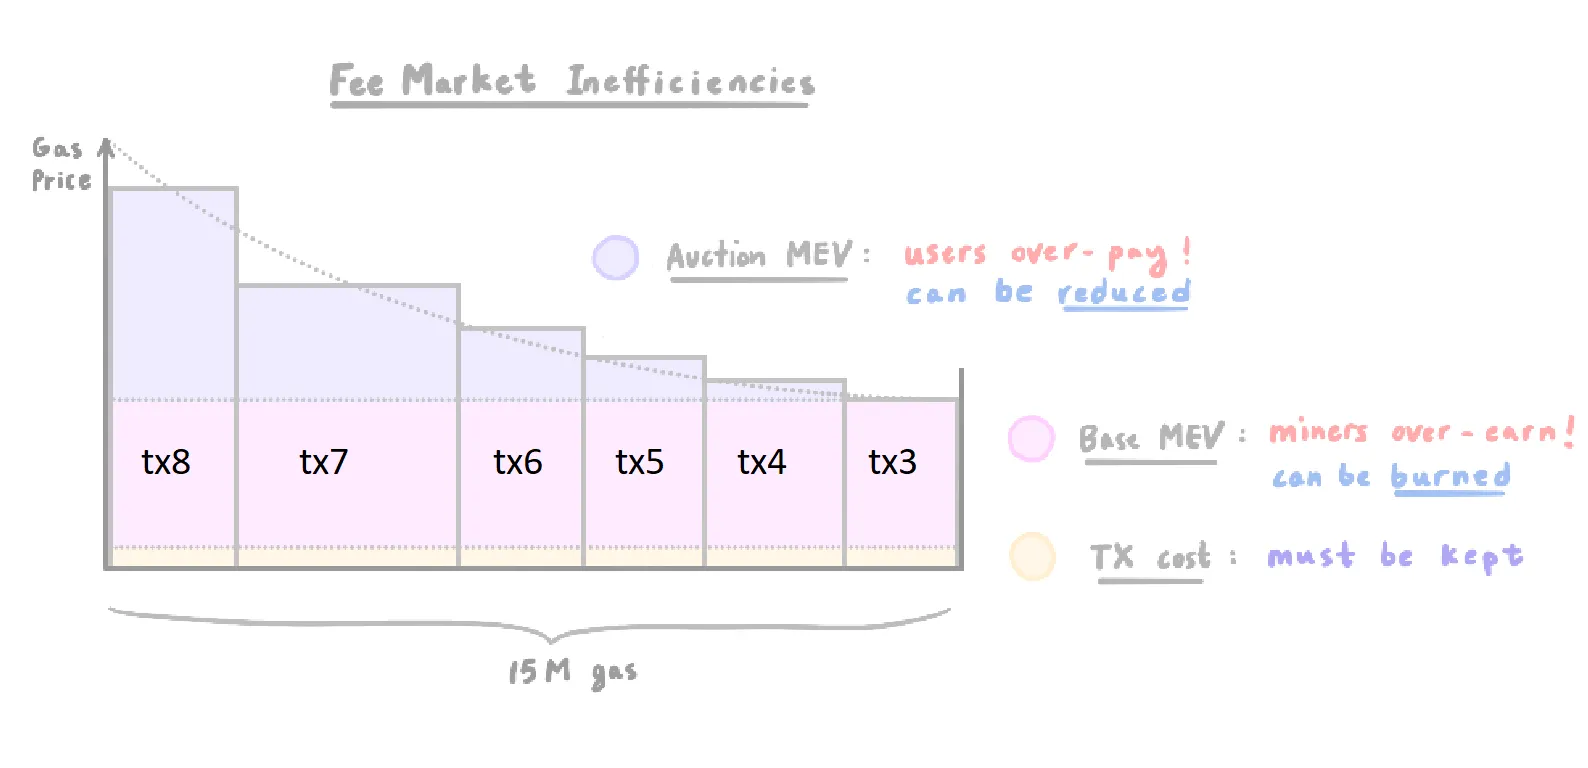 Fee Market Inefficiencies
Gas
Price
Auction MEV: users over-pay!
can be reduced
Base MEV: miners over-earn!
can be burned
tx8 tx7 tx6 tx5 tx4 tx3
TX cost: must be kept
15M gas